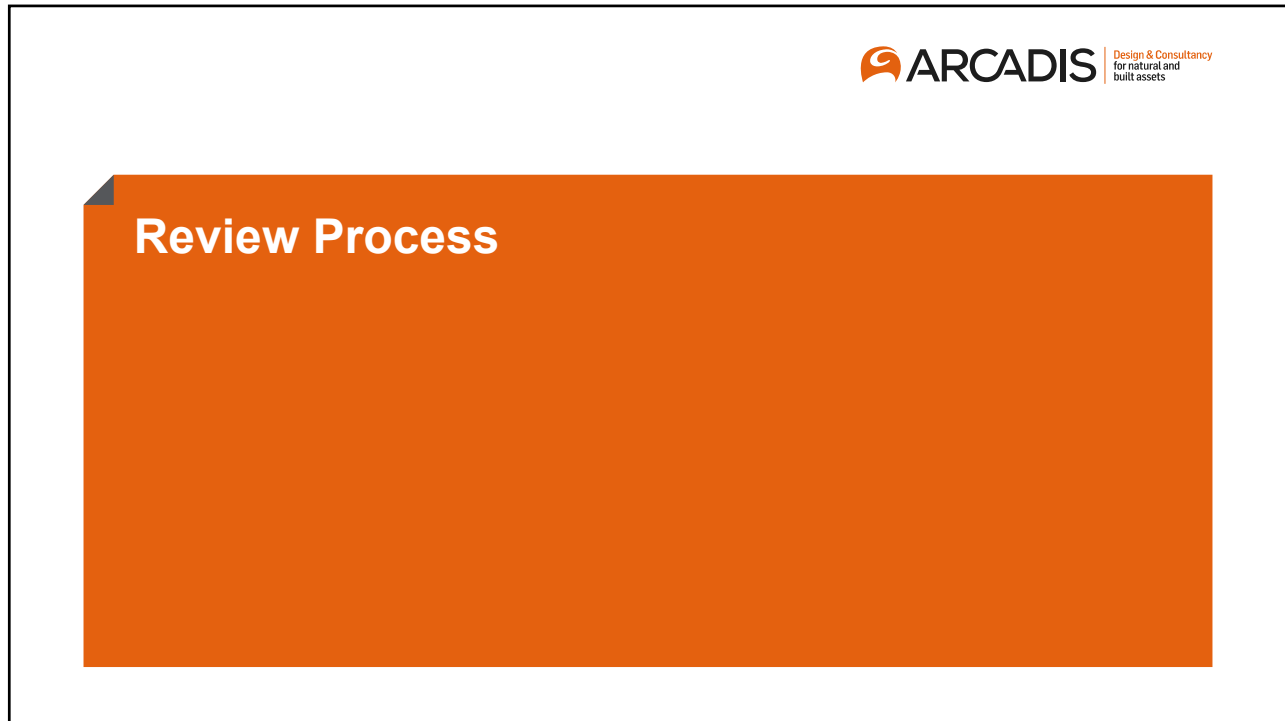 ARCADIS
Design & Consultancy
for natural and
built assets
Review Process